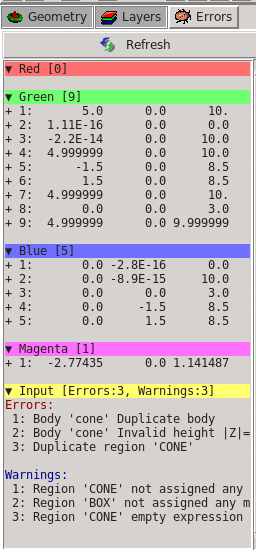 Geometry Layers Errors
Refresh
▼ Red [0]
▼ Green [9]
+ 1: 5.0 0.0 10.
+ 2: 1.11E-16 0.0 0.0
+ 3: -2.2E-14 0.0 10.0
+ 4: 4.999999 0.0 10.0
+ 5: -1.5 0.0 8.5
+ 6: 1.5 0.0 8.5
+ 7: 4.999999 0.0 10.
+ 8: 0.0 0.0 3.0
+ 9: 4.999999 0.0 9.999999
▼ Blue [5]
+ 1: 0.0 -2.8E-16 0.0
+ 2: 0.0 -8.9E-15 10.0
+ 3: 0.0 0.0 3.0
+ 4: 0.0 -1.5 8.5
+ 5: 0.0 1.5 8.5
▼ Magenta [1]
+ 1: -2.77435 0.0 1.141487
▼ Input [Errors:3, Warnings:3]
Errors:
1: Body 'cone' Duplicate body
2: Body 'cone' Invalid height |Z|=
3: Duplicate region 'CONE'
Warnings:
1: Region 'CONE' not assigned any
2: Region 'BOX' not assigned any m
3: Region 'CONE' empty expression